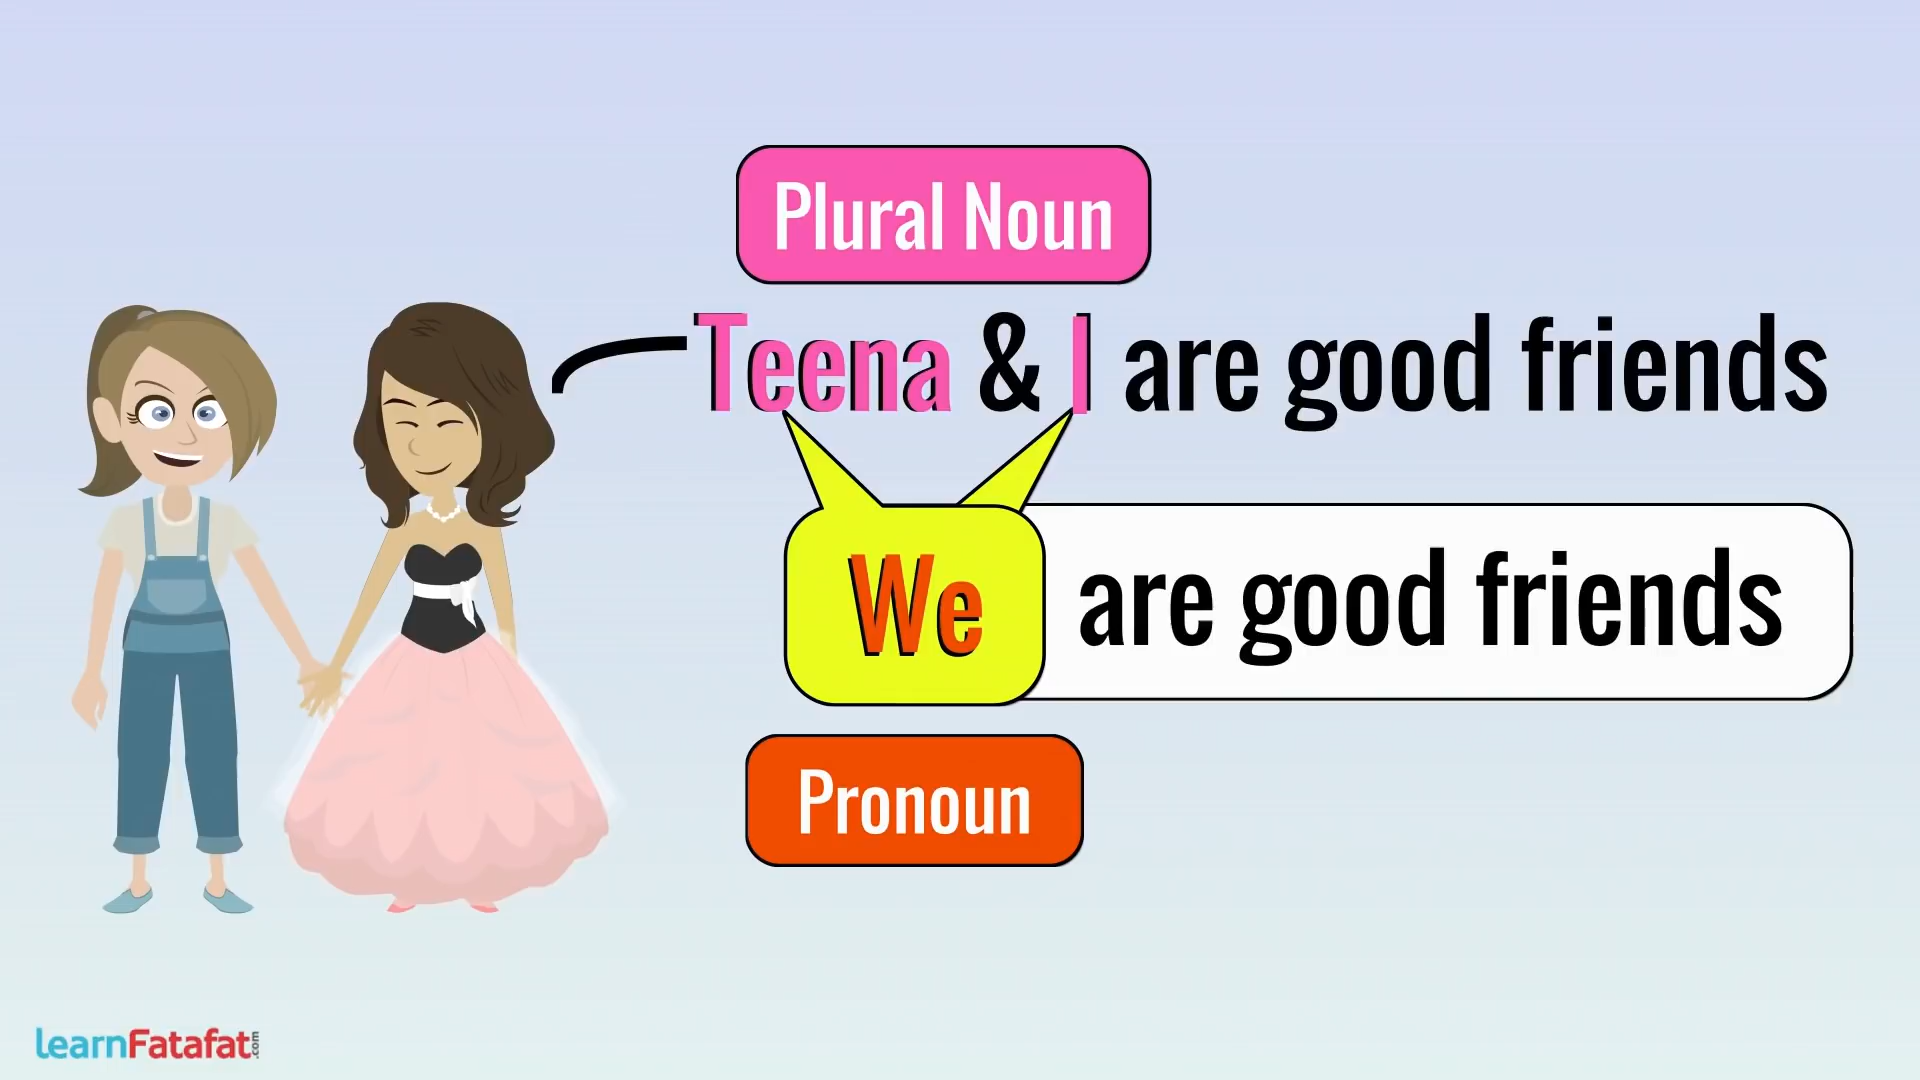 Plural Noun
Teena & I are good friends
We are good friends
Pronoun
learnFatafat.com